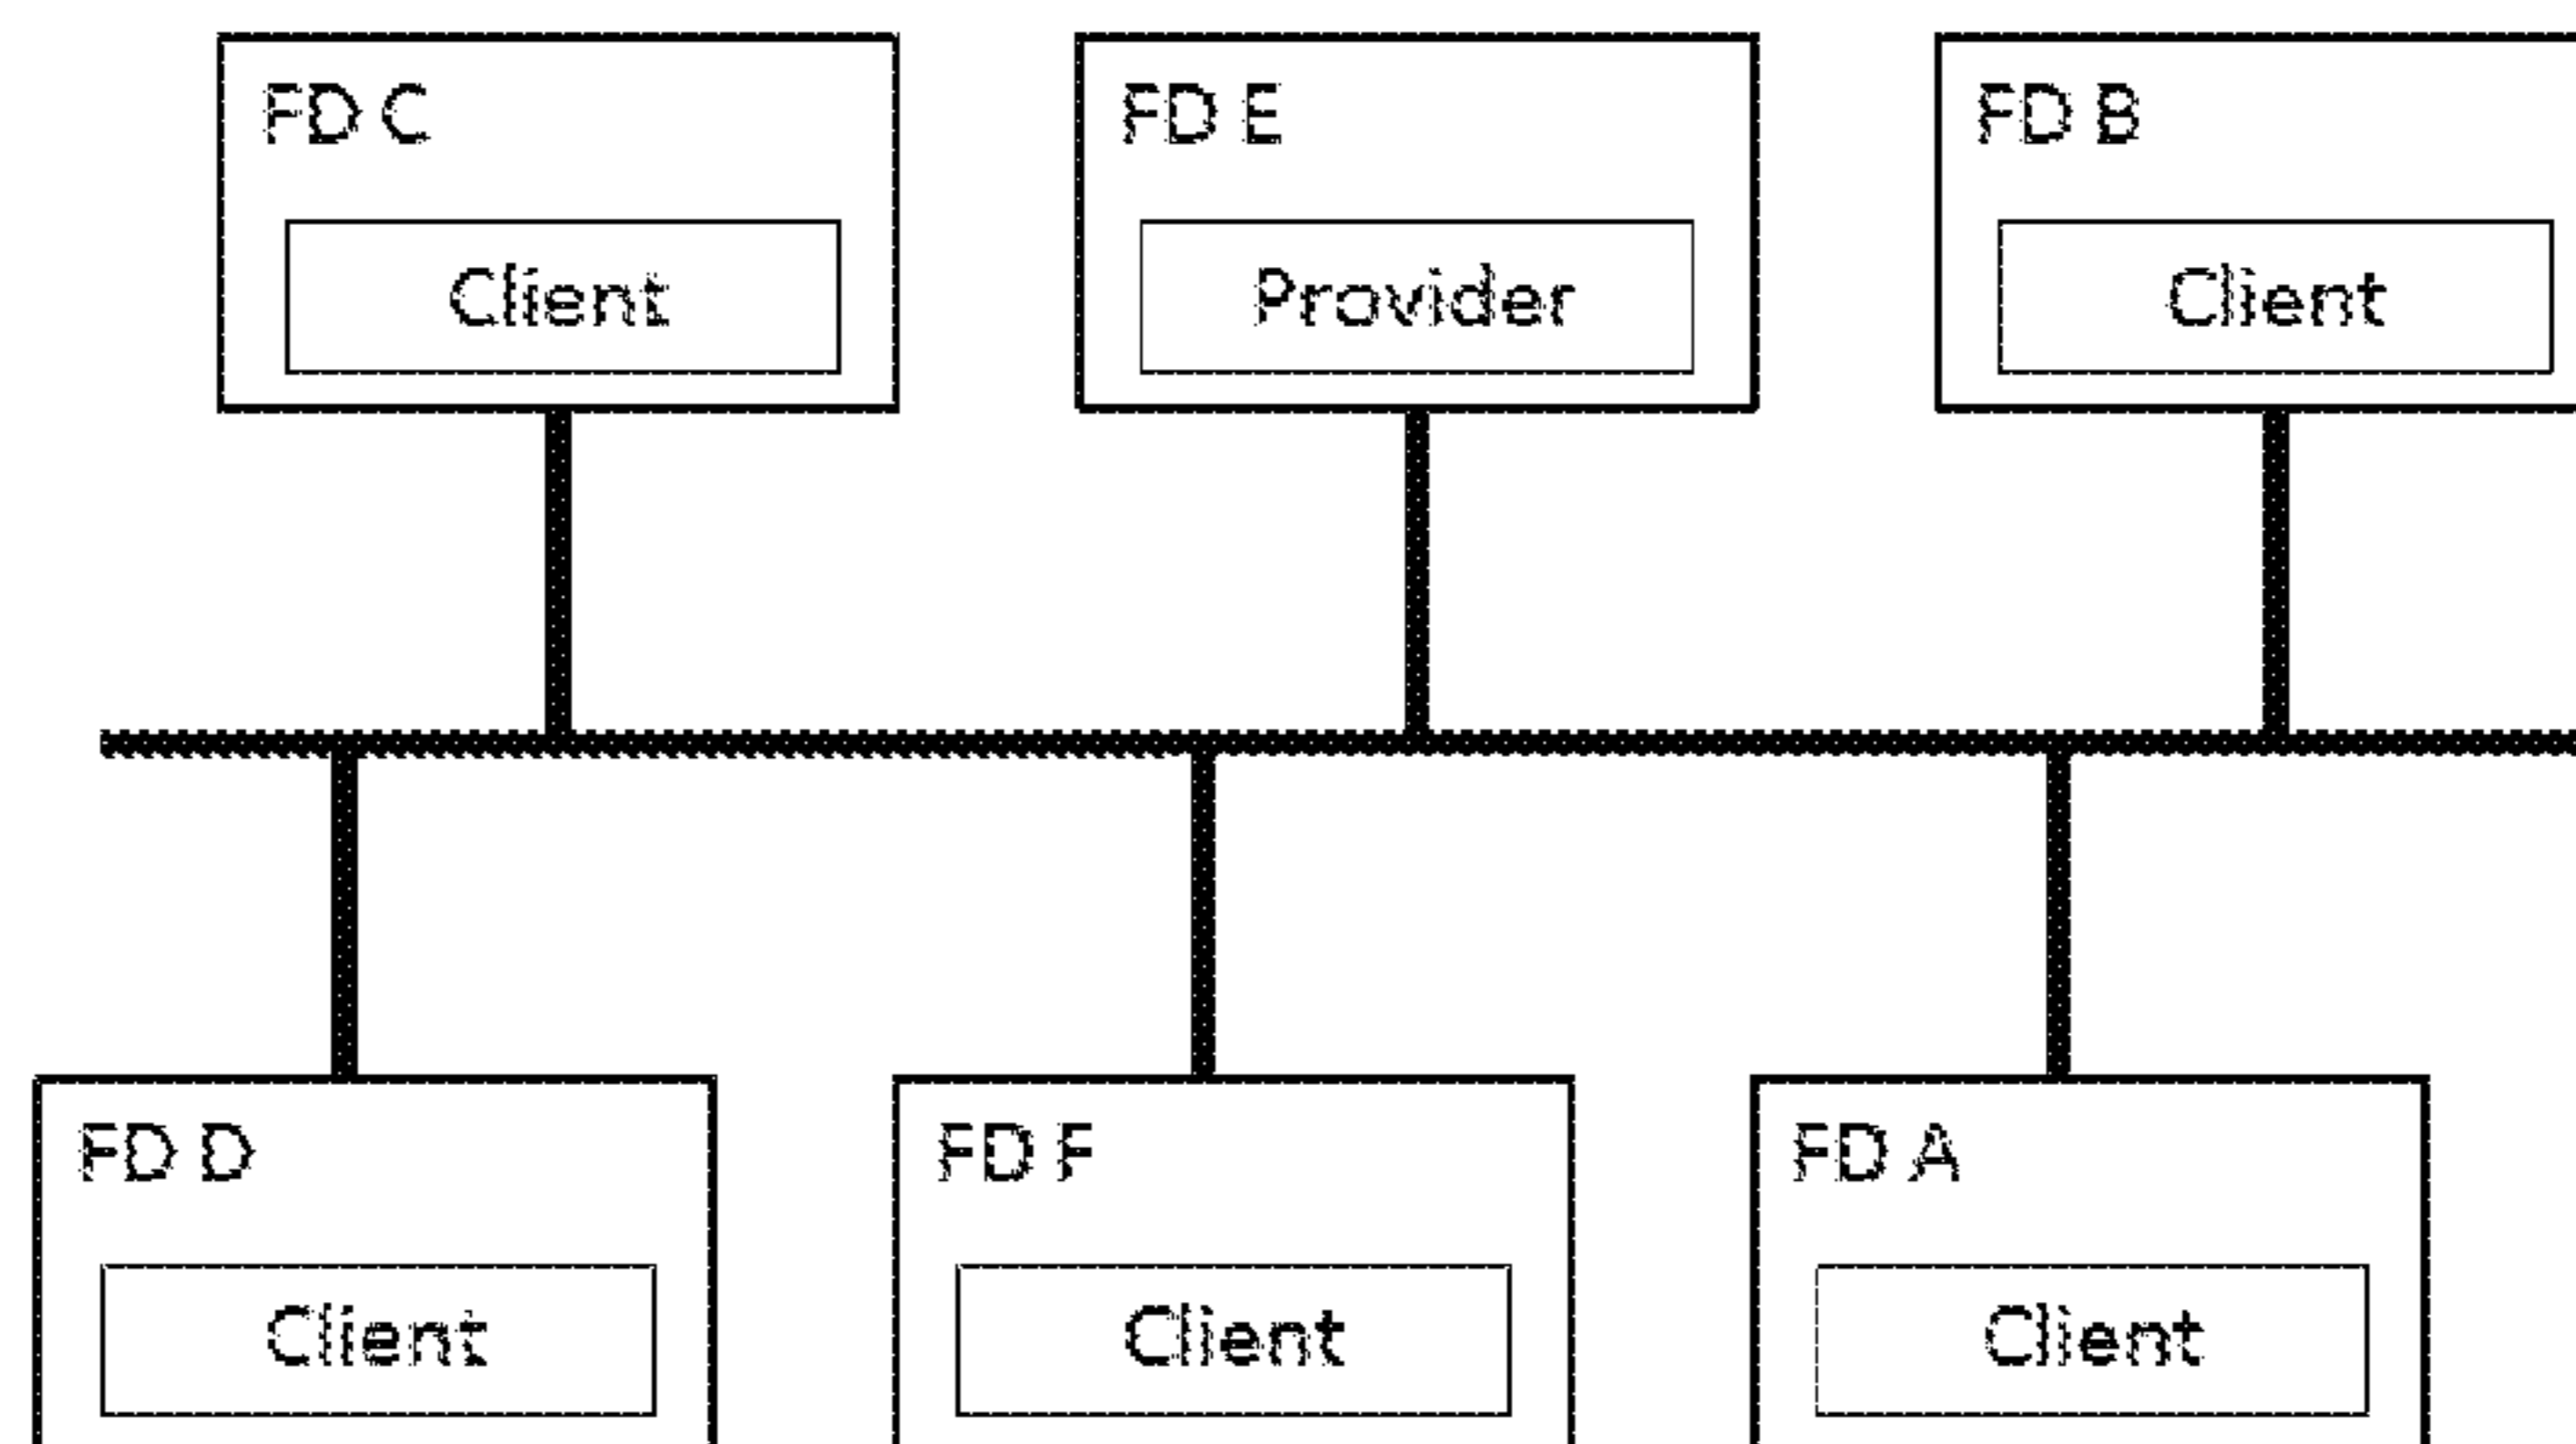 FD C
Client
FD E
Provider
FD B
Client
FD D
Client
FD F
Client
FD A
Client